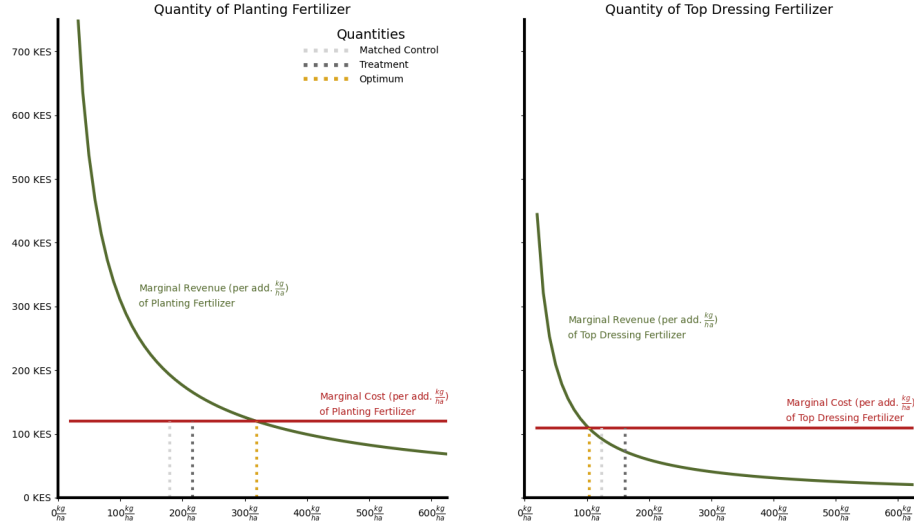 Quantity of Planting Fertilizer
Quantities
Matched Control
Treatment
Optimum
700 KES
600 KES
500 KES
400 KES
300 KES
200 KES
100 KES
0 KES
Marginal Revenue (per add. kg/ha)
of Planting Fertilizer
Marginal Cost (per add. kg/ha)
of Planting Fertilizer
0 kg/ha 100 kg/ha 200 kg/ha 300 kg/ha 400 kg/ha 500 kg/ha 600 kg/ha
Quantity of Top Dressing Fertilizer
Marginal Revenue (per add. kg/ha)
of Top Dressing Fertilizer
Marginal Cost (per add. kg/ha)
of Top Dressing Fertilizer
0 kg/ha 100 kg/ha 200 kg/ha 300 kg/ha 400 kg/ha 500 kg/ha 600 kg/ha